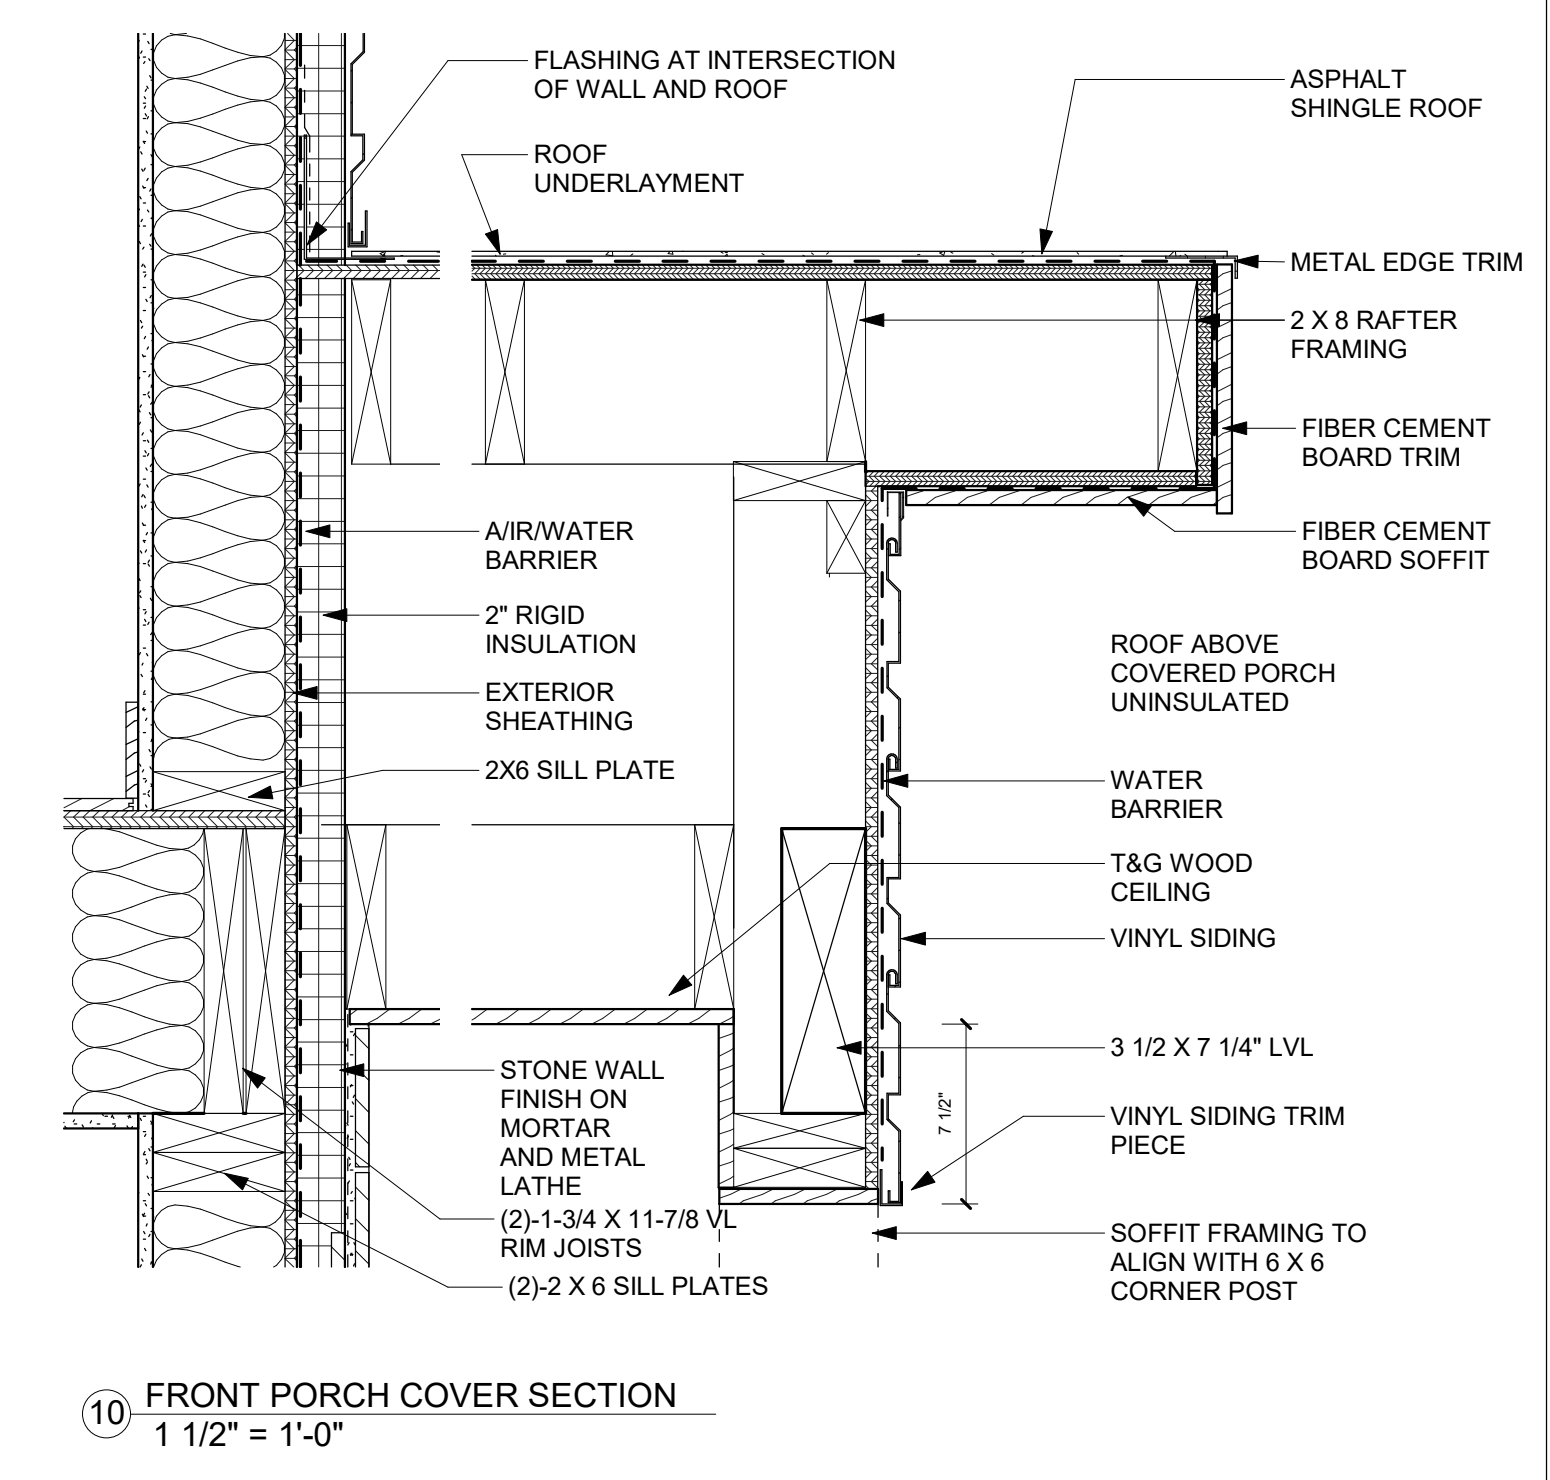 FLASHING AT INTERSECTION
OF WALL AND ROOF
ROOF
UNDERLAYMENT
ASPHALT
SHINGLE ROOF
METAL EDGE TRIM
2 X 8 RAFTER
FRAMING
FIBER CEMENT
BOARD TRIM
FIBER CEMENT
BOARD SOFFIT
A/IR/WATER
BARRIER
2" RIGID
INSULATION
EXTERIOR
SHEATHING
2X6 SILL PLATE
ROOF ABOVE
COVERED PORCH
UNINSULATED
WATER
BARRIER
T&G WOOD
CEILING
VINYL SIDING
3 1/2 X 7 1/4" LVL
7 1/2"
VINYL SIDING TRIM
PIECE
STONE WALL
FINISH ON
MORTAR
AND METAL
LATHE
(2)-1-3/4 X 11-7/8 VL
RIM JOISTS
(2)-2 X 6 SILL PLATES
SOFFIT FRAMING TO
ALIGN WITH 6 X 6
CORNER POST
10
FRONT PORCH COVER SECTION
1 1/2" = 1'-0"